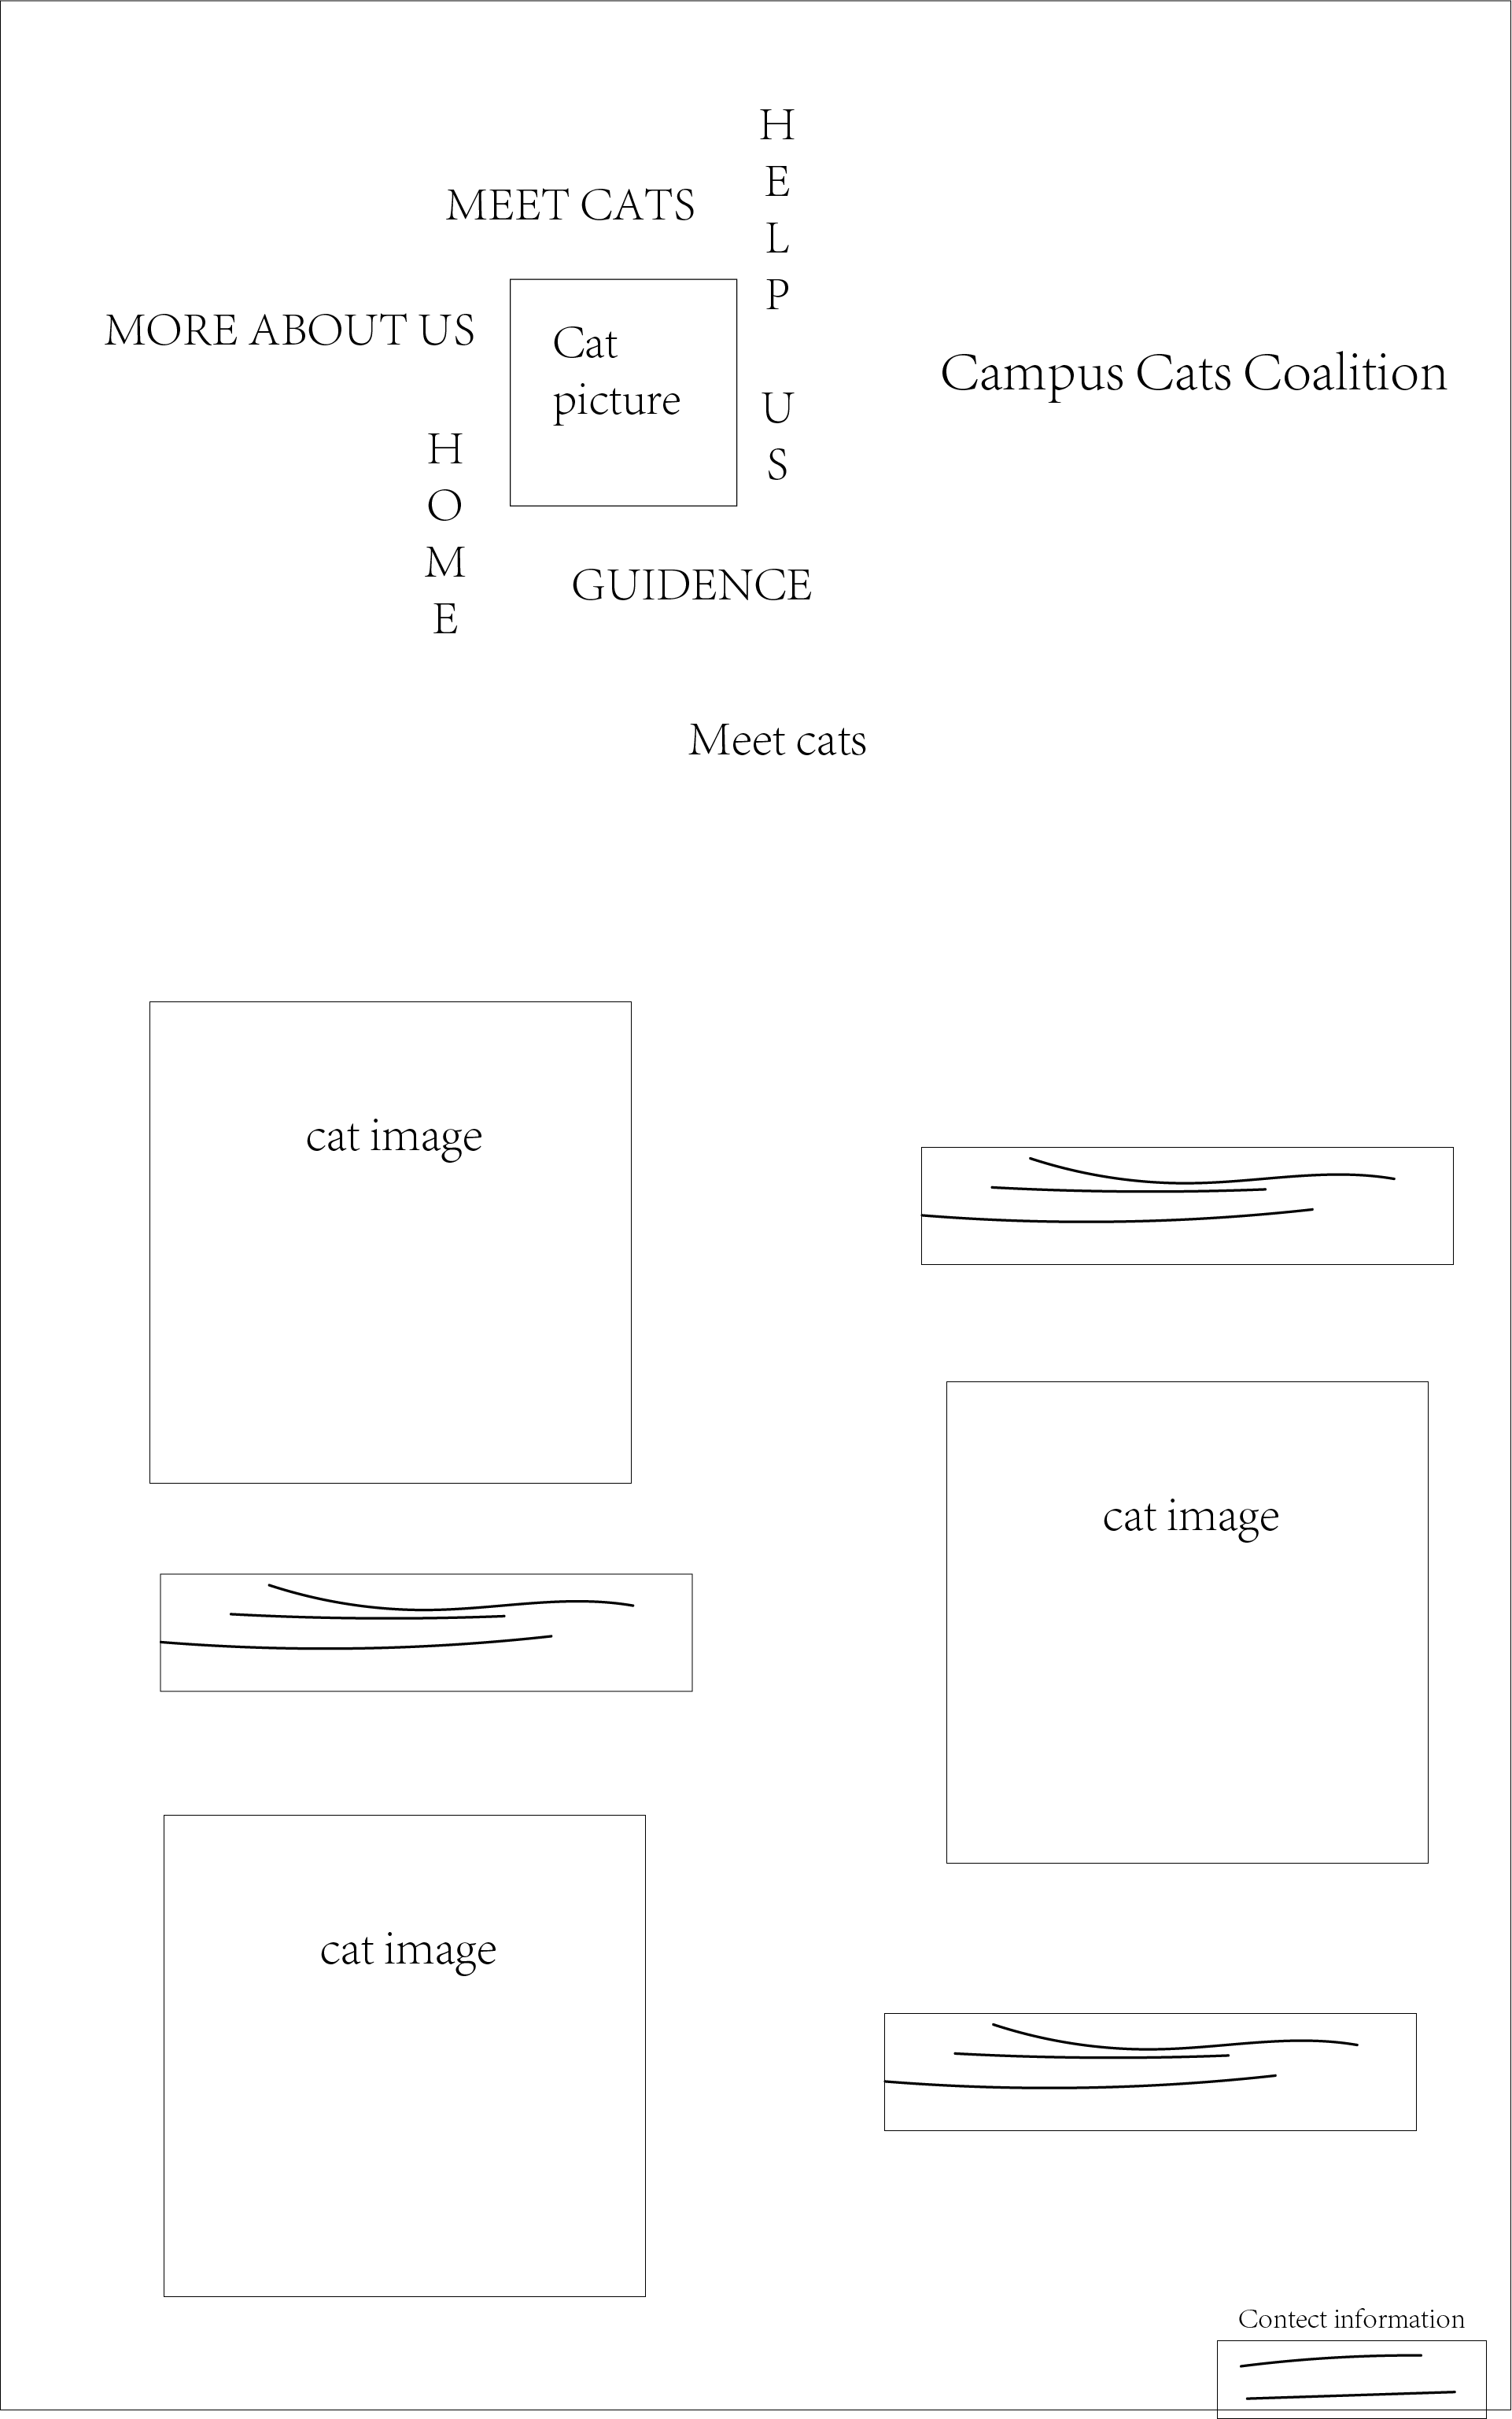 HELP US
MEET CATS
MORE ABOUT US
Cat
picture
Campus Cats Coalition
HOME
GUIDENCE
Meet cats
cat image
cat image
cat image
Contect information